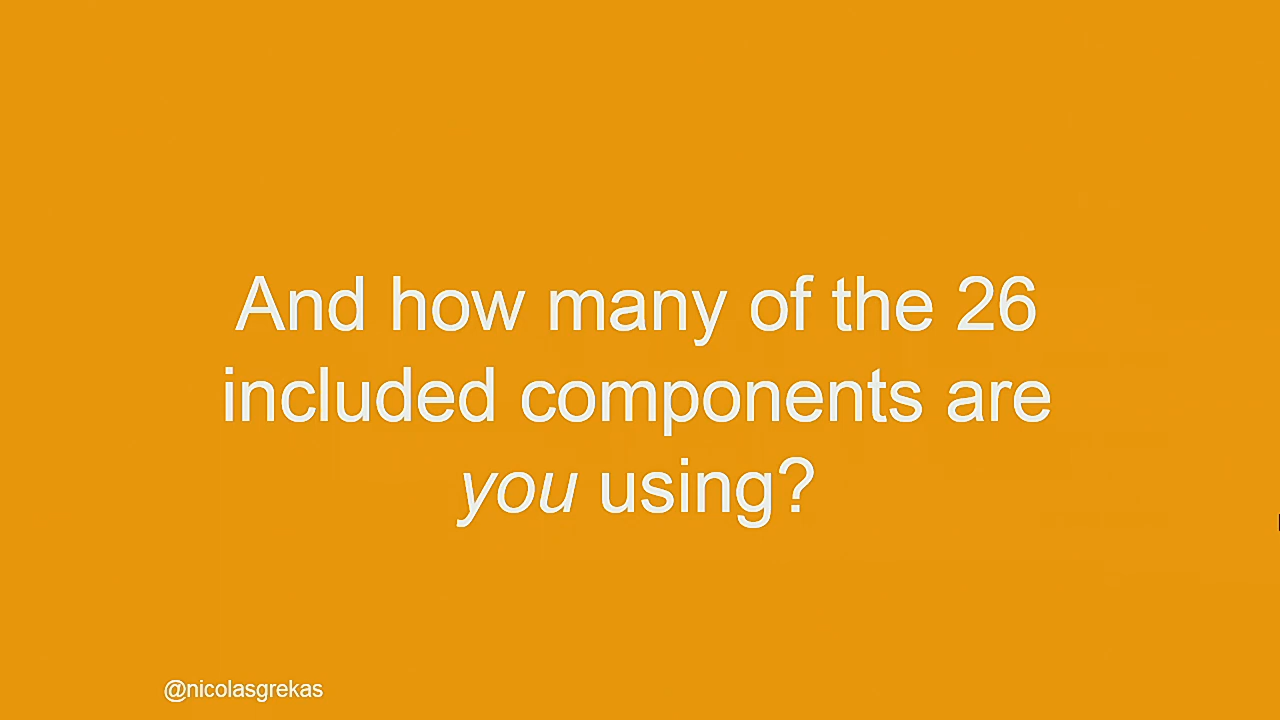 And how many of the 26
included components are
you using?
@nicolasgrekas